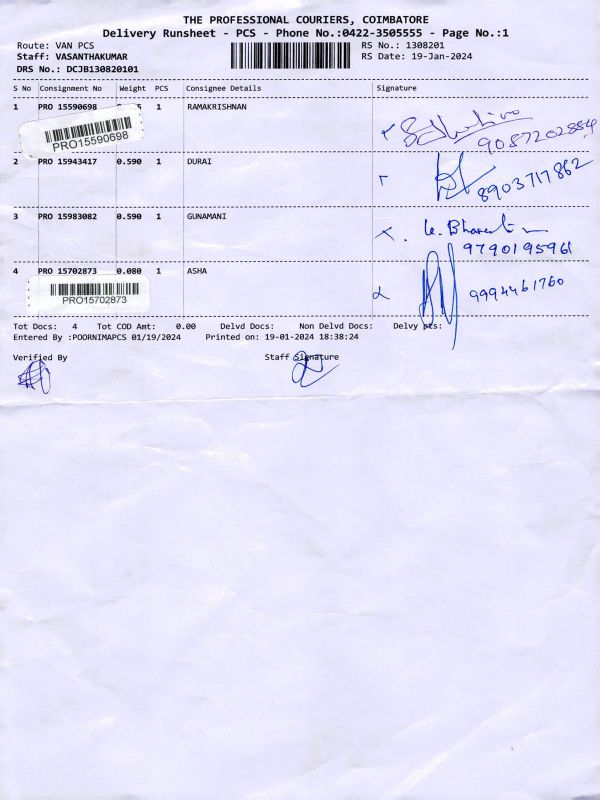 THE PROFESSIONAL COURIERS, COIMBATORE
Delivery Runsheet - PCS - Phone No.:0422-3505555 - Page No.:1
Route: VAN PCS RS No.: 1308201
Staff: VASANTHAKUMAR RS Date: 19-Jan-2024
DRS No.: DCJB130820101
S No Consignment No Weight PCS Consignee Details Signature
1 PRO 15590698 1 RAMAKRISHNAN
PRO15590698
9087202884
2 PRO 15943417 0.590 1 DURAI
8903717862
3 PRO 15983082 0.590 1 GUNAMANI
9790195961
4 PRO 15702873 0.080 1 ASHA
PRO15702873
9994461760
Tot Docs: 4 Tot COD Amt: 0.00 Delvd Docs: Non Delvd Docs: Delvy pts:
Entered By :POORNIMAPCS 01/19/2024 Printed on: 19-01-2024 18:38:24
Verified By Staff Signature